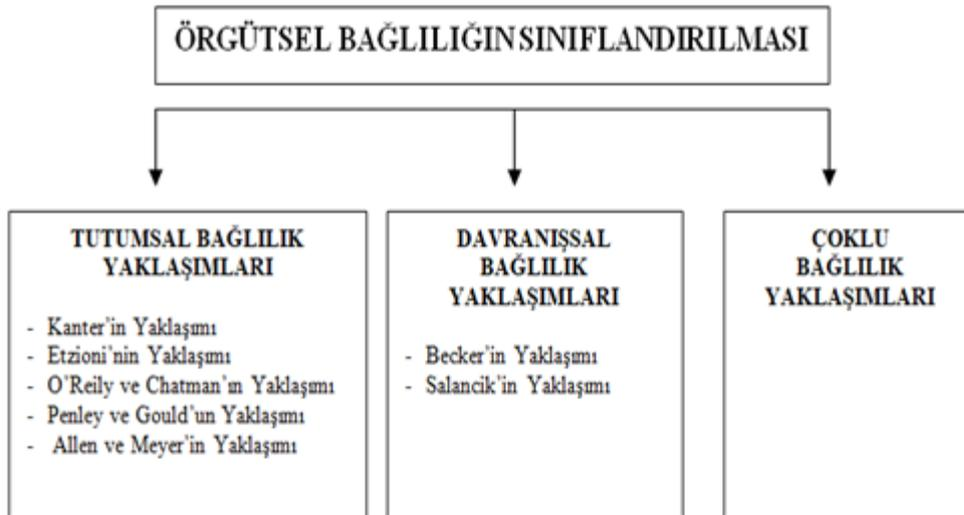 ÖRGÜTSEL BAĞLILIĞIN SINIFLANDIRILMASI
TUTUMSAL BAĞLILIK
YAKLAŞIMLARI
- Kanter’in Yaklaşımı
- Etzioni’nin Yaklaşımı
- O’Reily ve Chatman’ın Yaklaşımı
- Penley ve Gould’un Yaklaşımı
- Allen ve Meyer’in Yaklaşımı
DAVRANIŞSAL
BAĞLILIK
YAKLAŞIMLARI
- Becker’in Yaklaşımı
- Salancik’in Yaklaşımı
ÇOKLU
BAĞLILIK
YAKLAŞIMLARI